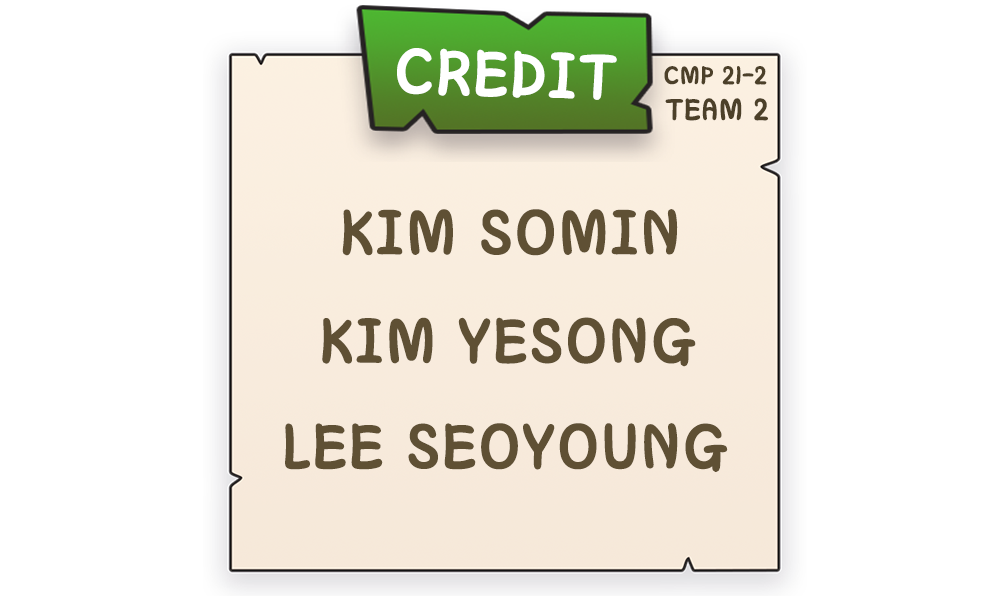 CREDIT
CMP 21-2
TEAM 2
KIM SOMIN
KIM YESONG
LEE SEOYOUNG